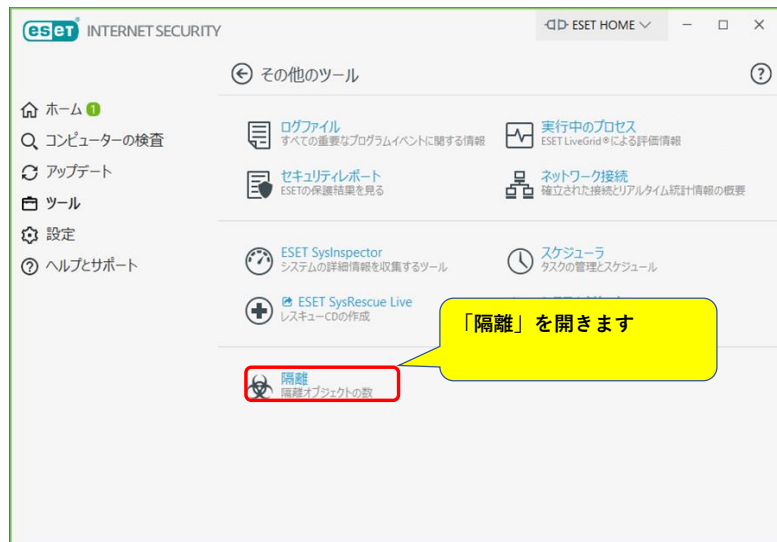 eset INTERNET SECURITY
ESET HOME
その他のツール
?
ホーム 1
コンピューターの検査
アップデート
ツール
設定
ヘルプとサポート
ログファイル
すべての重要なプログラムイベントに関する情報
実行中のプロセス
ESET LiveGrid®による評価情報
セキュリティレポート
ESETの保護結果を見る
ネットワーク接続
確立された接続とリアルタイム統計情報の概要
ESET SysInspector
システムの詳細情報を収集するツール
スケジューラ
タスクの管理とスケジュール
ESET SysRescue Live
レスキューCDの作成
「隔離」を開きます
隔離
隔離オブジェクトの数